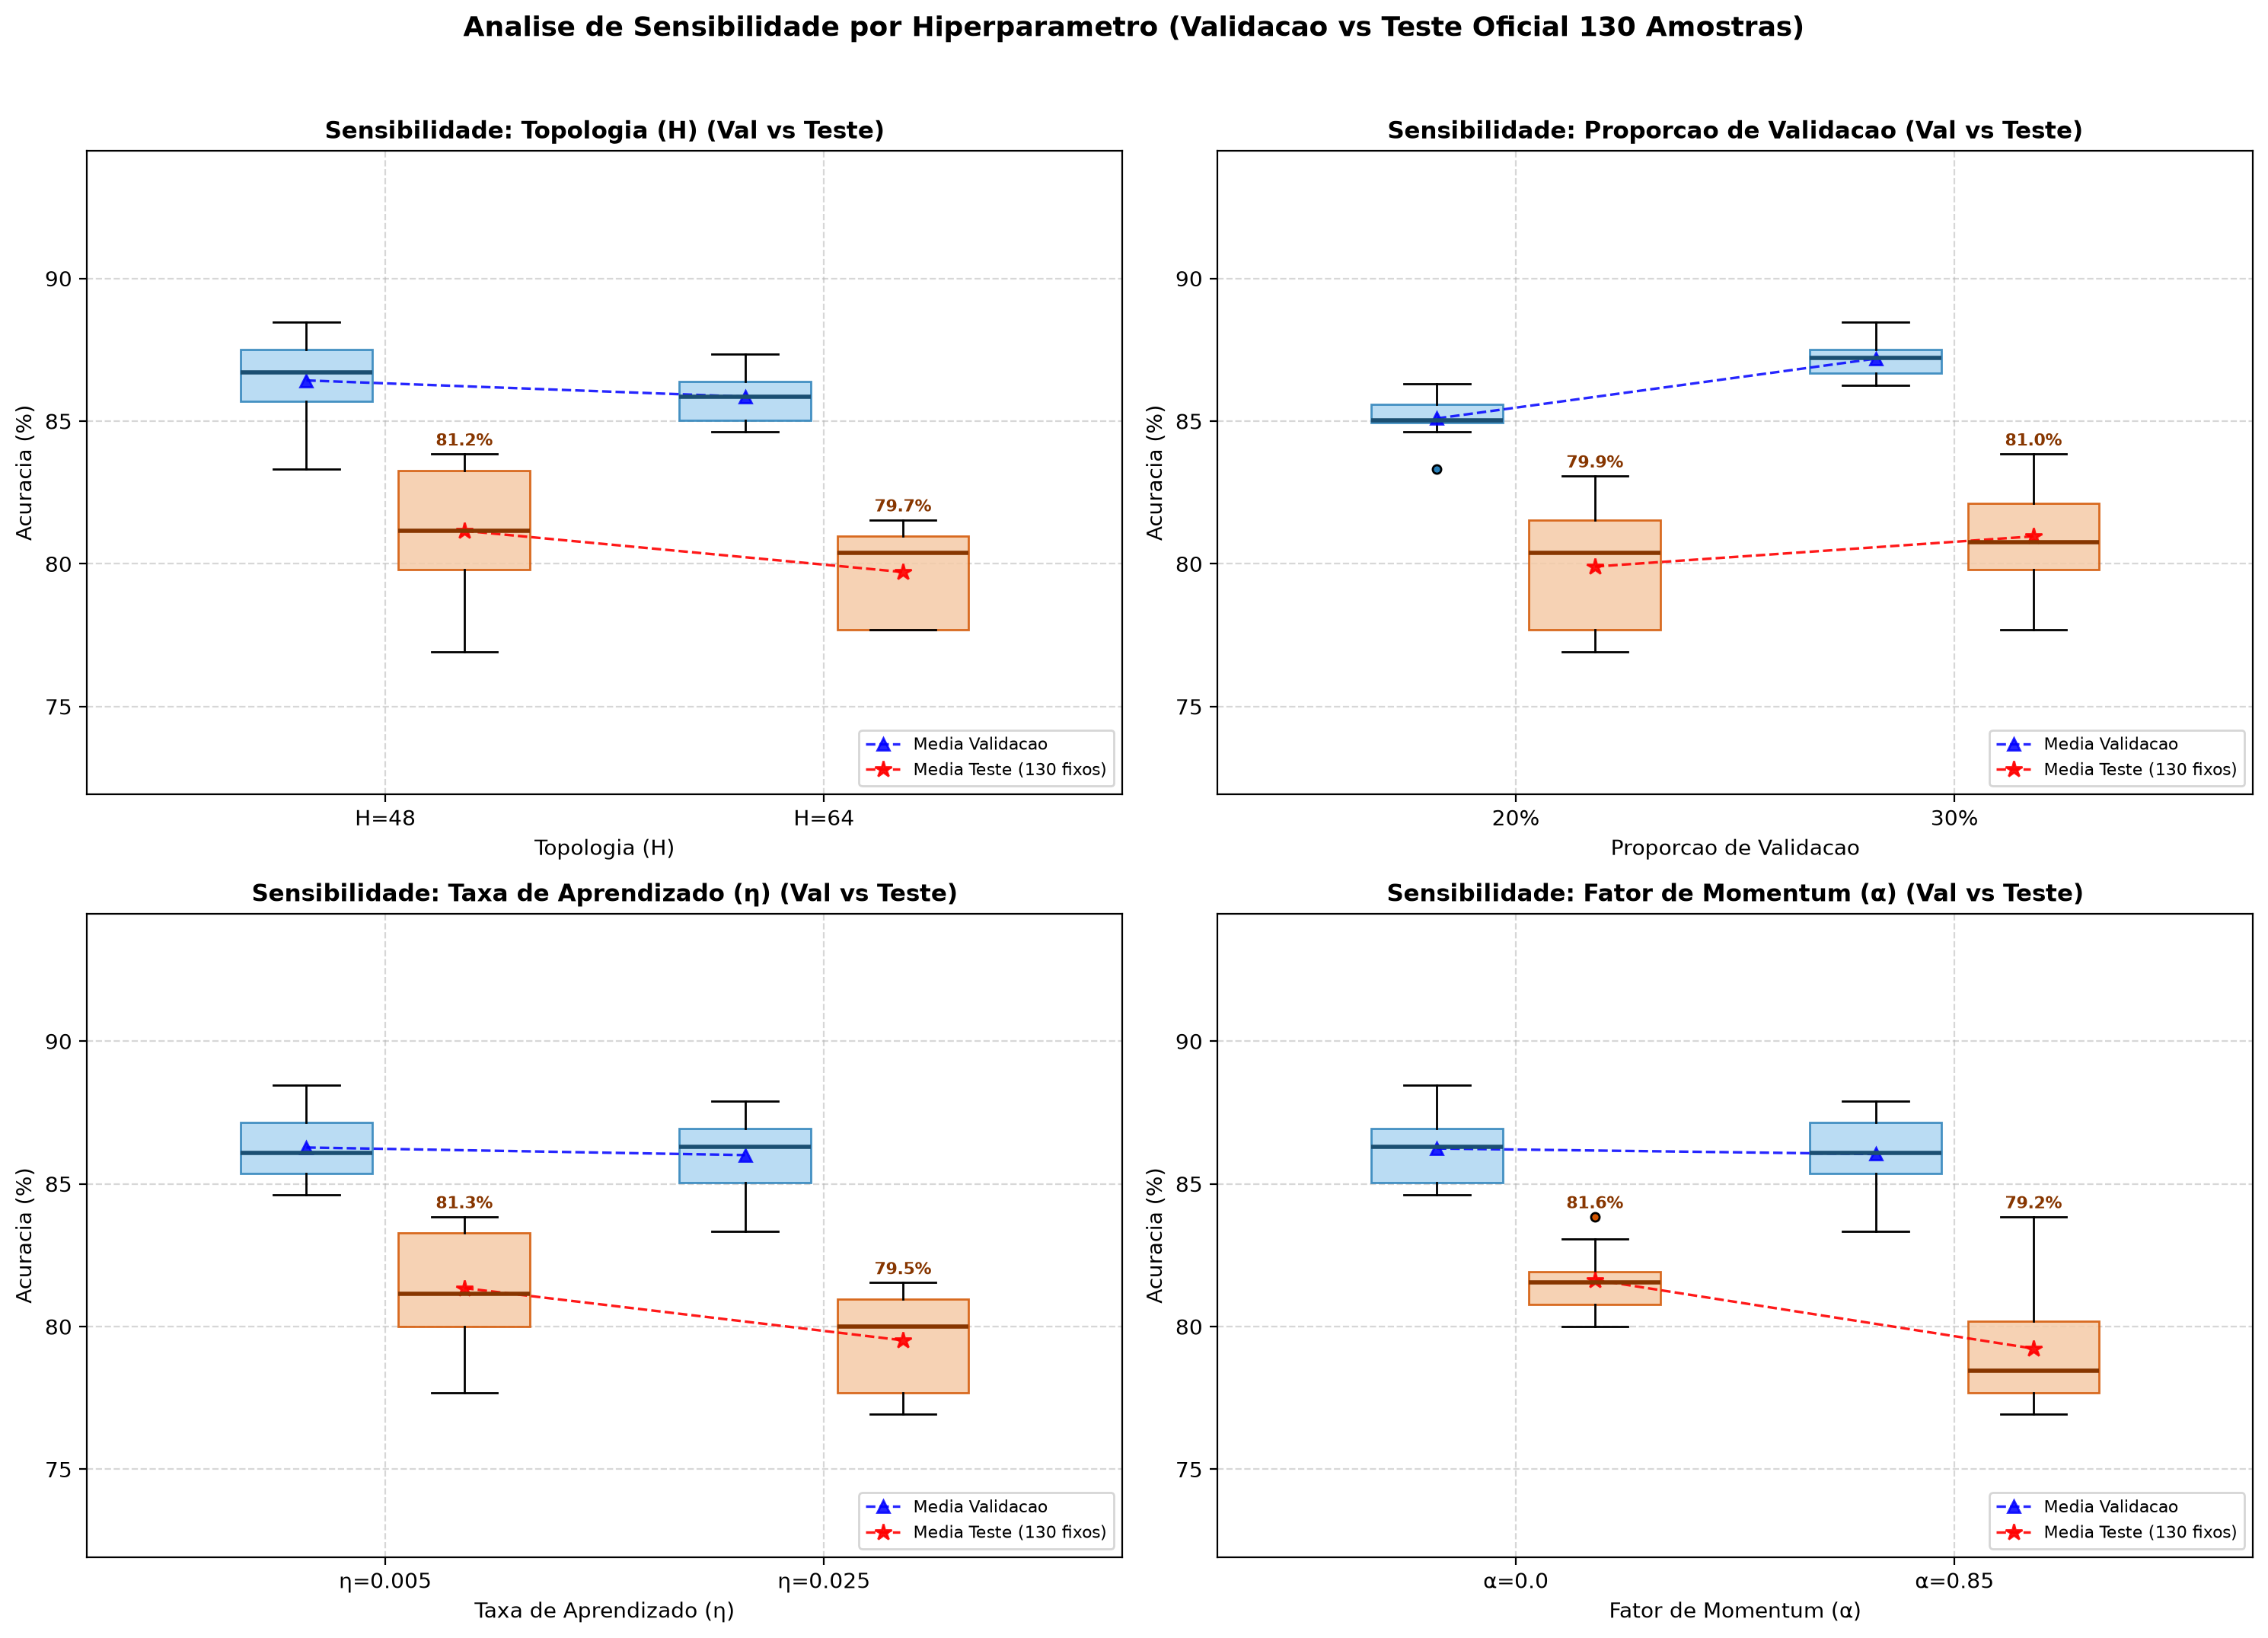 Analise de Sensibilidade por Hiperparametro (Validacao vs Teste Oficial 130 Amostras)
Sensibilidade: Topologia (H) (Val vs Teste)
Acuracia (%)
90
85
80
75
81.2%
79.7%
Media Validacao
Media Teste (130 fixos)
H=48
H=64
Topologia (H)
Sensibilidade: Proporcao de Validacao (Val vs Teste)
Acuracia (%)
90
85
80
75
79.9%
81.0%
Media Validacao
Media Teste (130 fixos)
20%
30%
Proporcao de Validacao
Sensibilidade: Taxa de Aprendizado (η) (Val vs Teste)
Acuracia (%)
90
85
80
75
81.3%
79.5%
Media Validacao
Media Teste (130 fixos)
η=0.005
η=0.025
Taxa de Aprendizado (η)
Sensibilidade: Fator de Momentum (α) (Val vs Teste)
Acuracia (%)
90
85
80
75
81.6%
79.2%
Media Validacao
Media Teste (130 fixos)
α=0.0
α=0.85
Fator de Momentum (α)